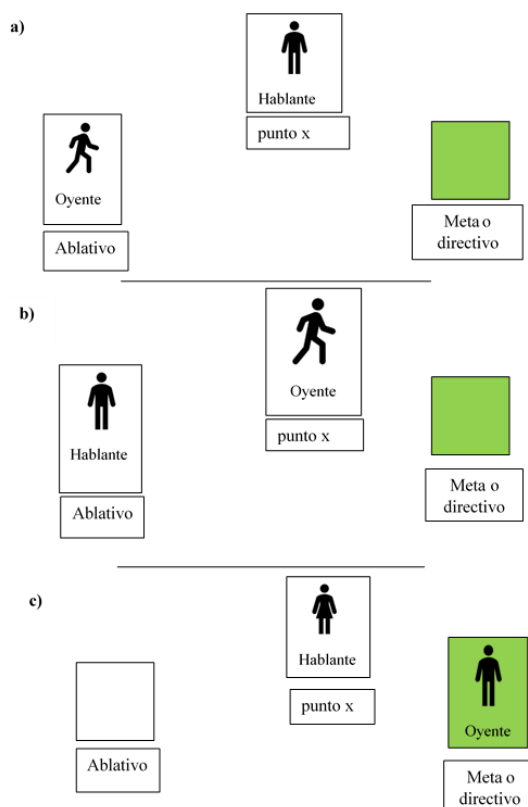 a)
Hablante
punto x
Oyente
Ablativo
Meta o
directivo
b)
Oyente
punto x
Hablante
Ablativo
Meta o
directivo
c)
Hablante
punto x
Oyente
Ablativo
Meta o
directivo